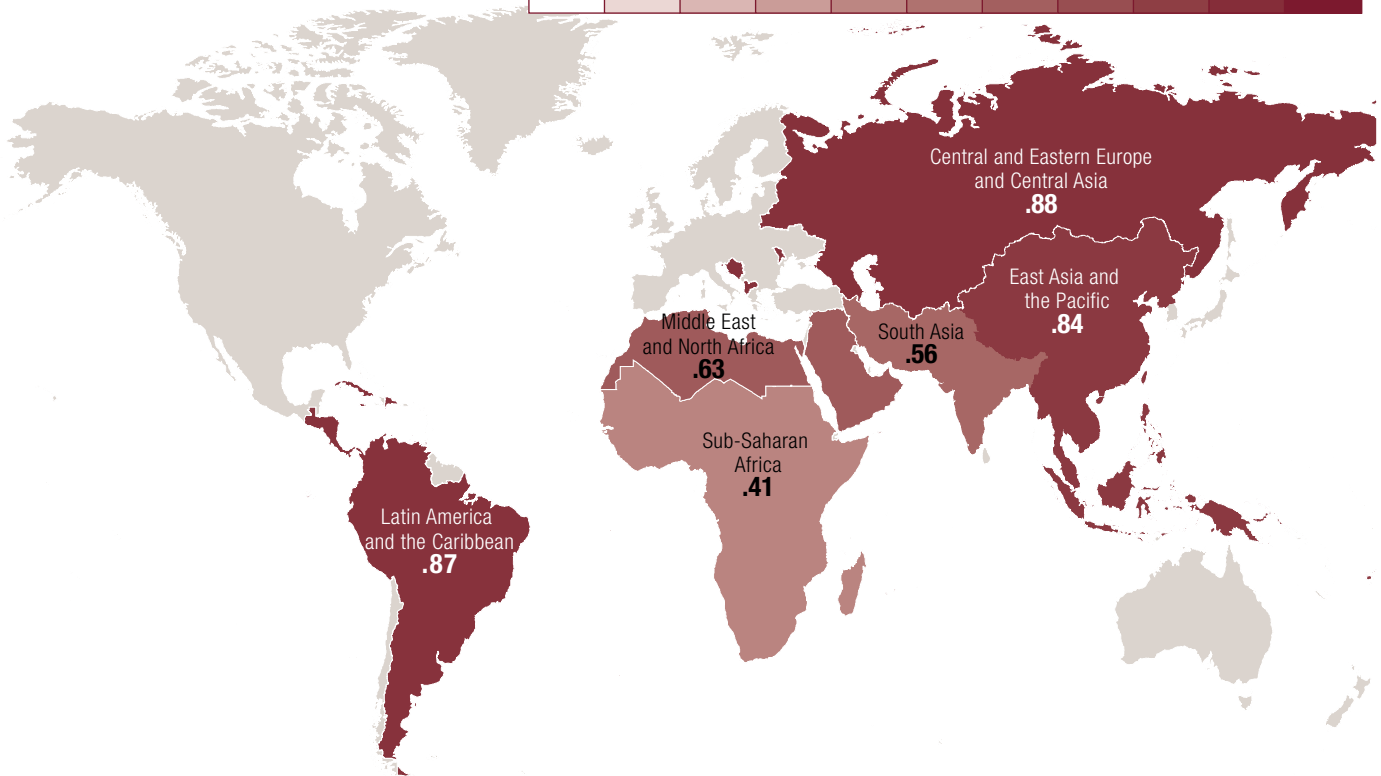 Central and Eastern Europe
and Central Asia
.88
East Asia and
the Pacific
.84
Middle East
and North Africa
.63
South Asia
.56
Sub-Saharan
Africa
.41
Latin America
and the Caribbean
.87